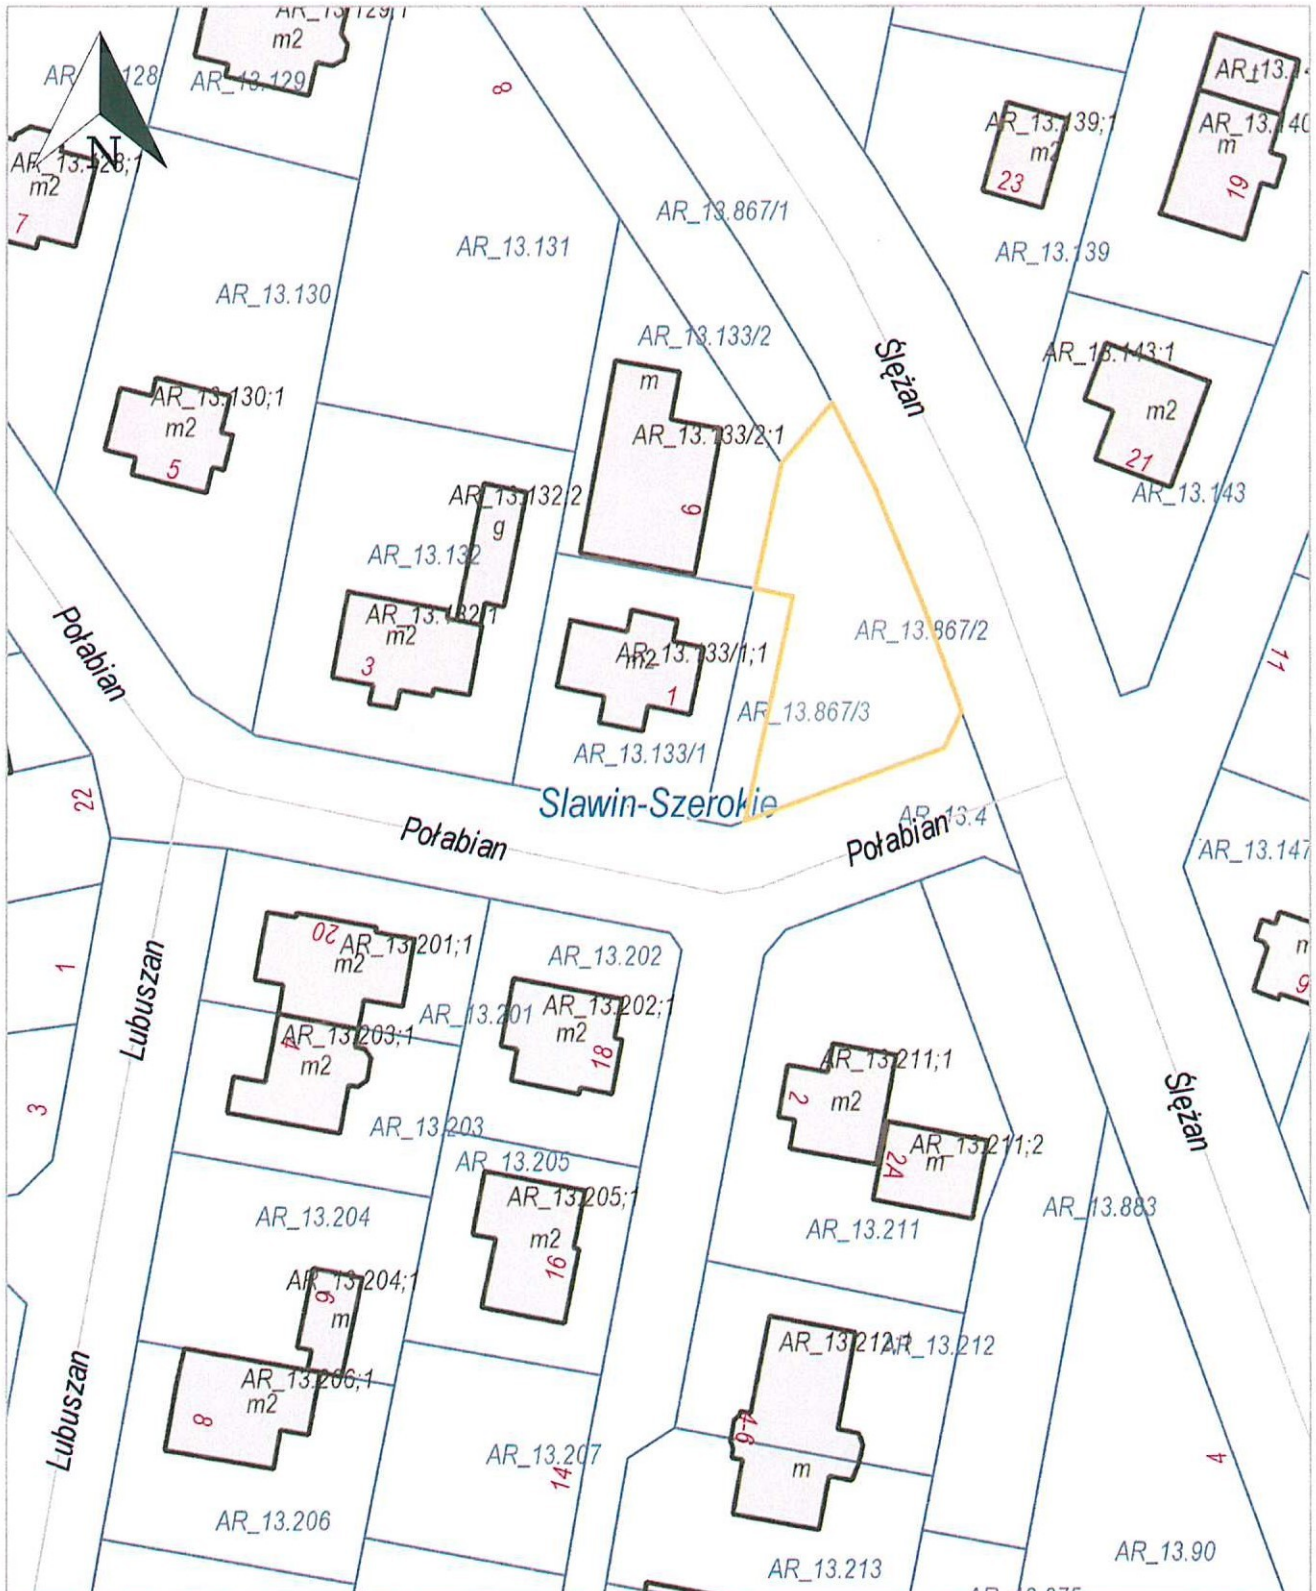 AR_13.129;1
m2
AR_13.129
N
m2
7
8
AR_13.867/1
AR_13.131
AR_13.130
AR_13.139;1
m2
23
AR_13.139
m
19
AR_13.133/2
m
AR_13.133/2;1
9
Ślężan
AR_13.143;1
m2
21
AR_13.143
AR_13.130;1
m2
5
AR_13.132;2
g
AR_13.132
AR_13.132;1
m2
3
AR_13.133/1;1
m2
1
AR_13.133/1
AR_13.867/2
AR_13.867/3
11
Połabian
Slawin-Szerokie
22
Połabian
Połabian
AR_13.4
AR_13.147
20
AR_13.201;1
m2
AR_13.202
1
Lubuszan
AR_13.201
AR_13.202;1
m2
18
4
AR_13.203;1
m2
AR_13.203
3
AR_13.211;1
m2
2
AR_13.211;2
m
2A
Ślężan
AR_13.205
AR_13.205;1
m2
16
AR_13.204
AR_13.211
AR_13.883
AR_13.204;1
6
m
AR_13.212;1
AR_13.212
AR_13.206;1
m2
8
Lubuszan
4-6
m
AR_13.207
14
4
AR_13.206
AR_13.213
AR_13.90